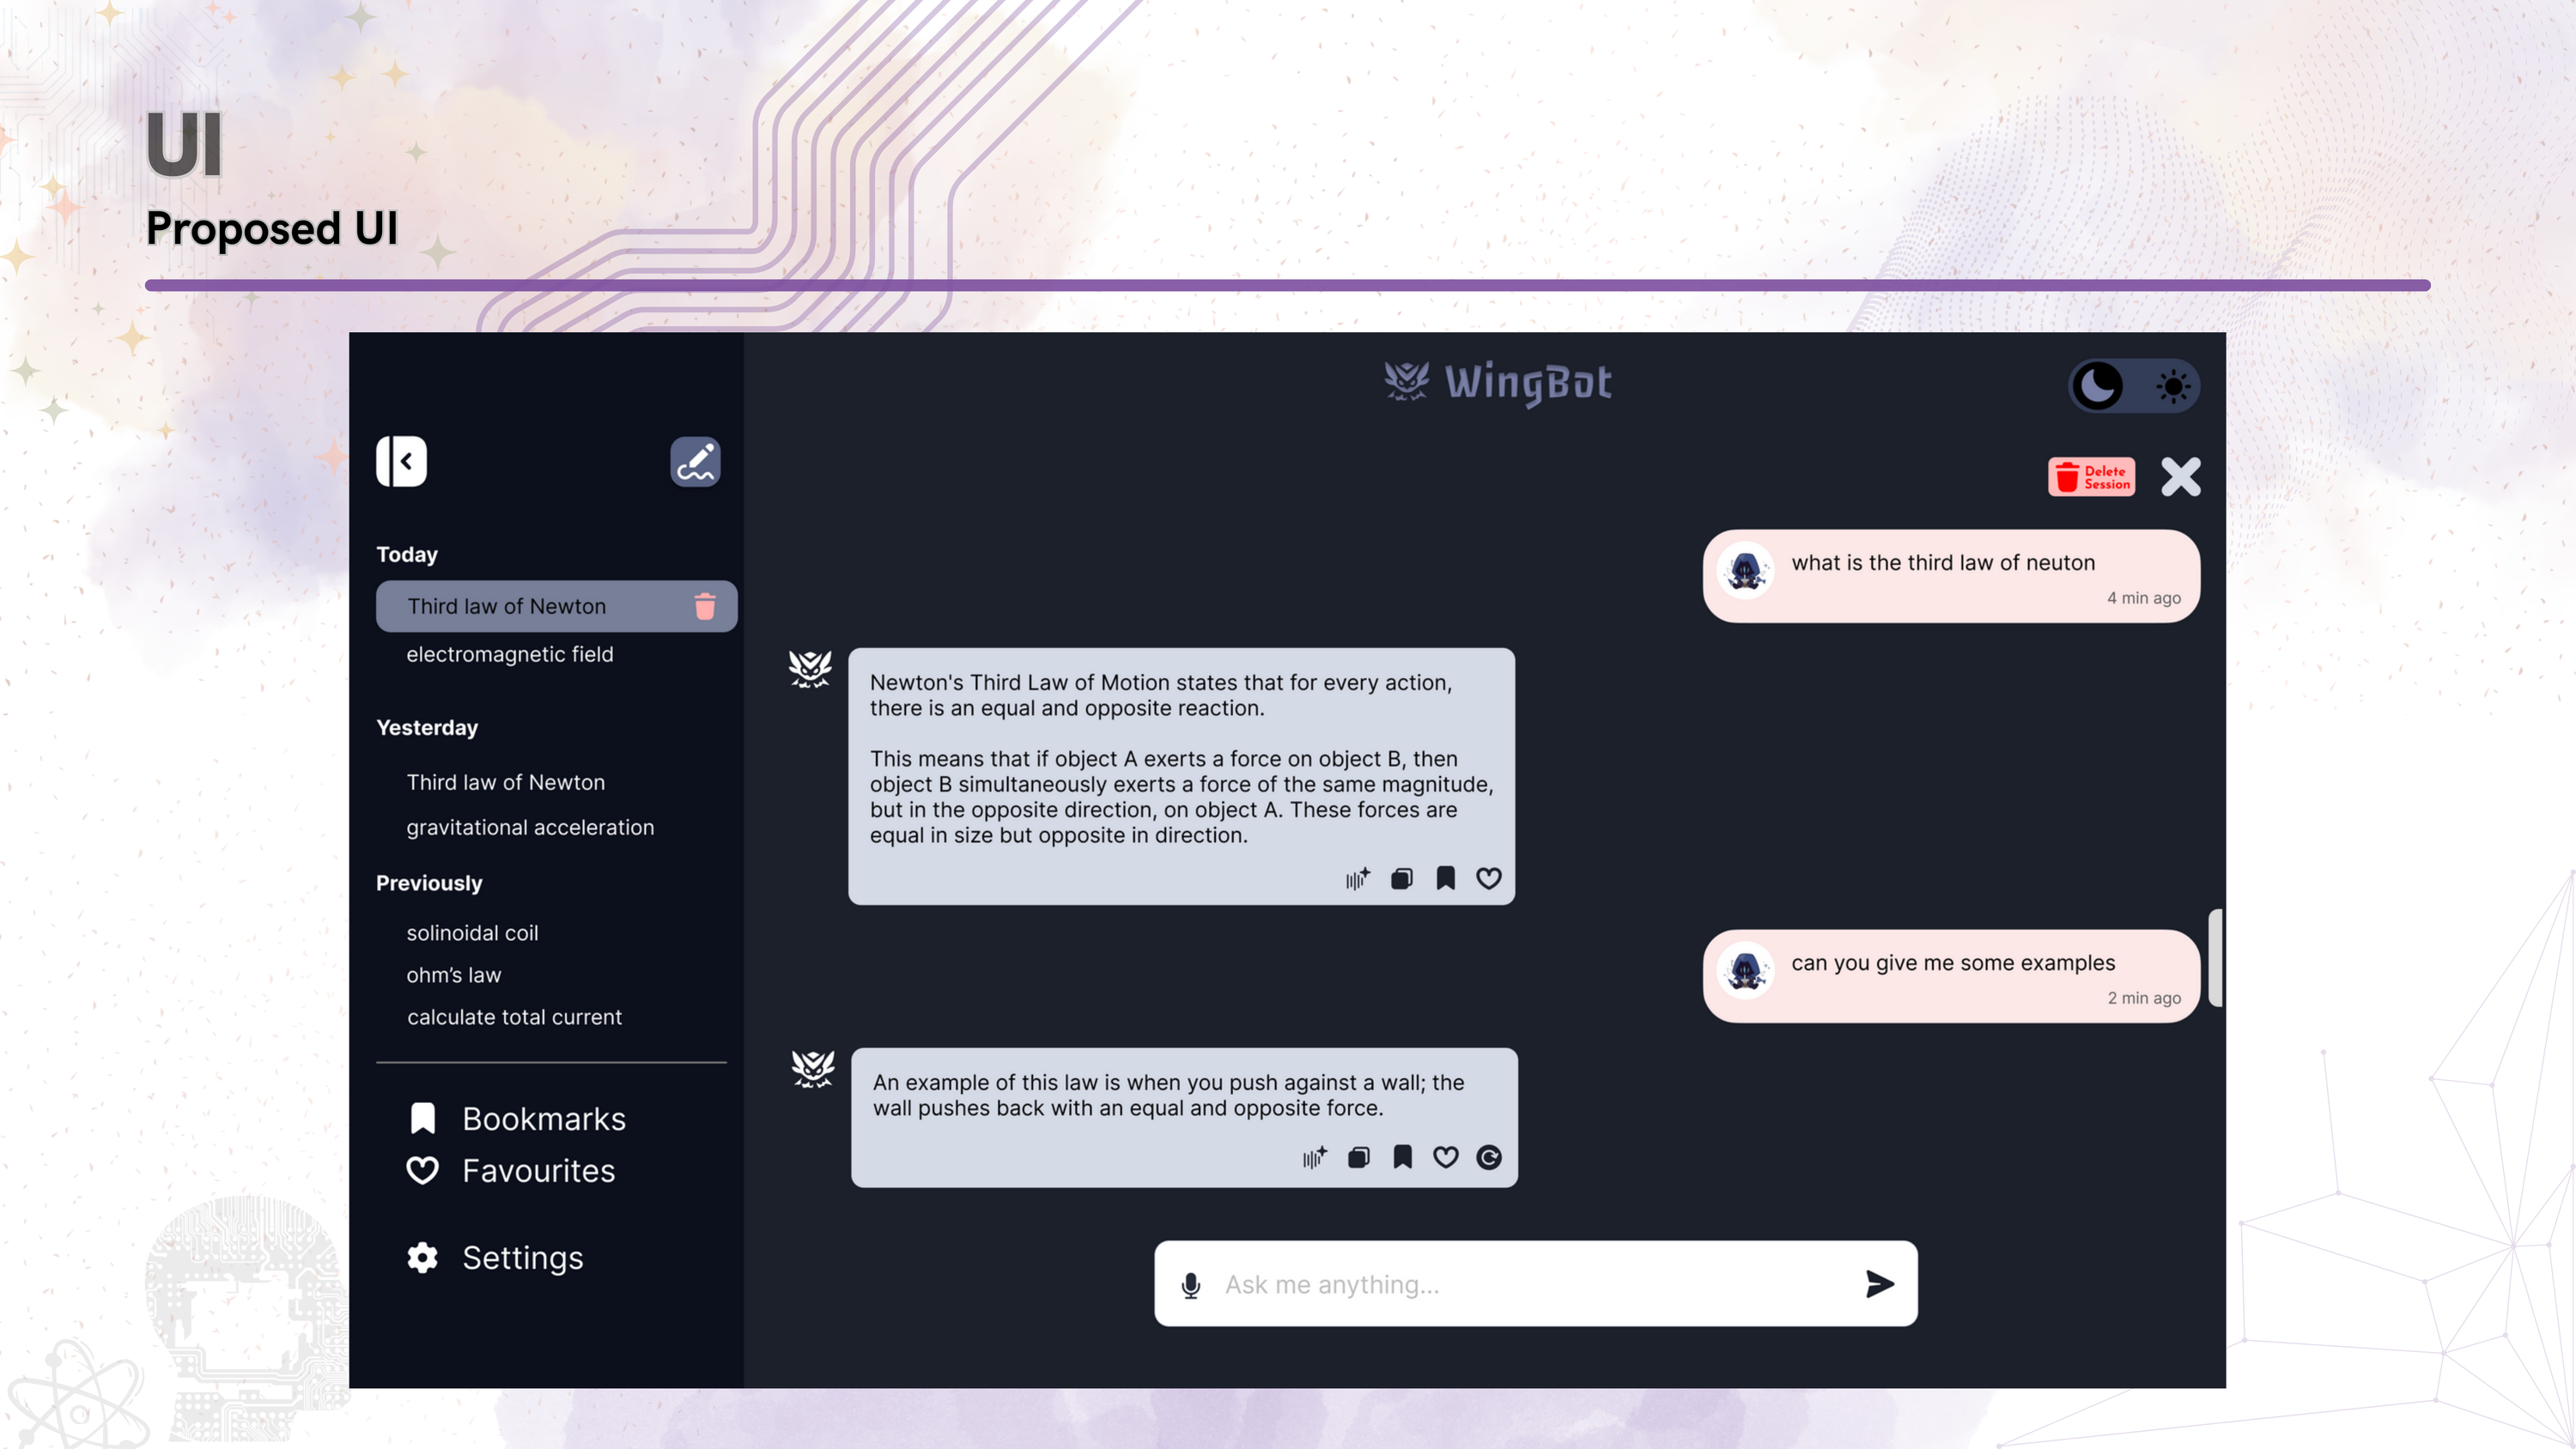 UI
Proposed UI
WingBot
Delete
Session
Today
Third law of Newton
electromagnetic field
Yesterday
Third law of Newton
gravitational acceleration
Previously
solinoidal coil
ohm’s law
calculate total current
Bookmarks
Favourites
Settings
what is the third law of neuton
4 min ago
Newton's Third Law of Motion states that for every action,
there is an equal and opposite reaction.
This means that if object A exerts a force on object B, then
object B simultaneously exerts a force of the same magnitude,
but in the opposite direction, on object A. These forces are
equal in size but opposite in direction.
can you give me some examples
2 min ago
An example of this law is when you push against a wall; the
wall pushes back with an equal and opposite force.
Ask me anything...